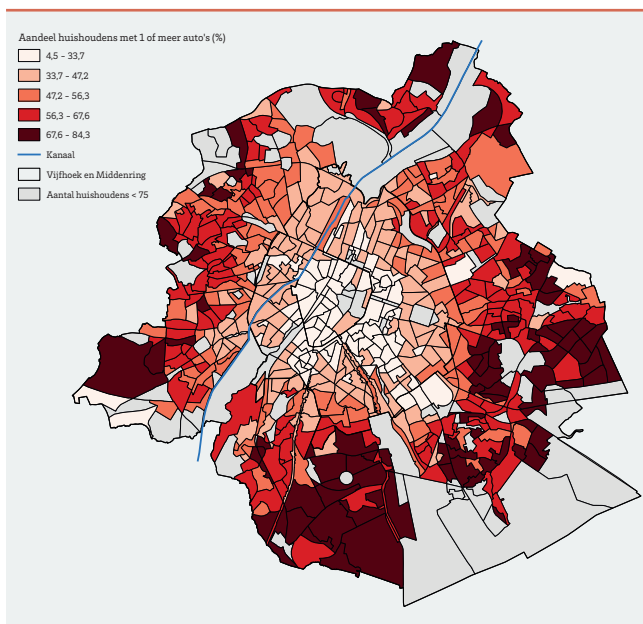 Aandeel huishoudens met 1 of meer auto's (%)
4,5 – 33,7
33,7 – 47,2
47,2 – 56,3
56,3 – 67,6
67,6 – 84,3
Kanaal
Vijfhoek en Middenring
Aantal huishoudens < 75